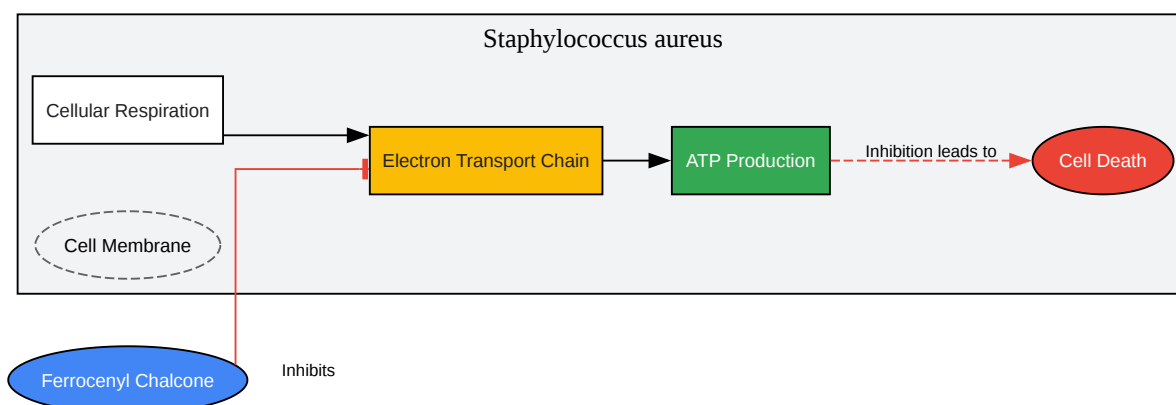 Staphylococcus aureus
Cellular Respiration
Electron Transport Chain
ATP Production
Inhibition leads to
Cell Death
Cell Membrane
Ferrocenyl Chalcone
Inhibits